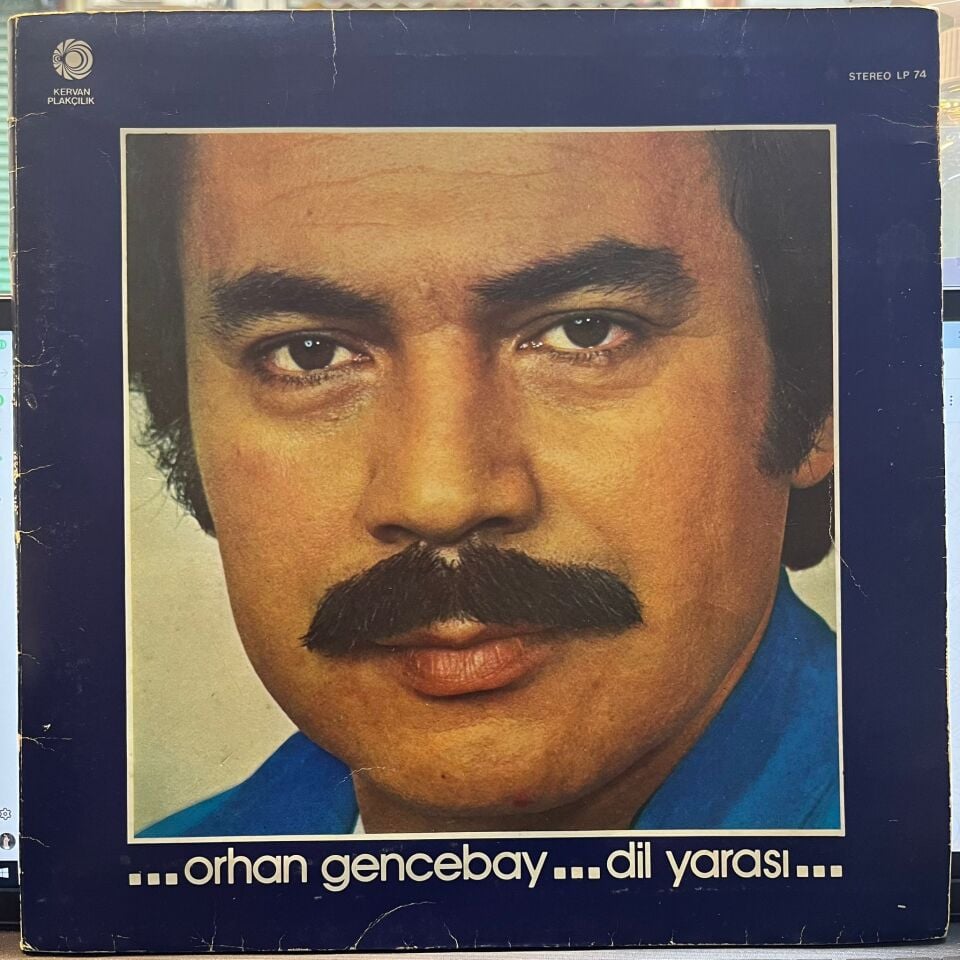 KERVAN
PLAKÇILIK
STEREO LP 74
...orhan gencebay...dil yarası...